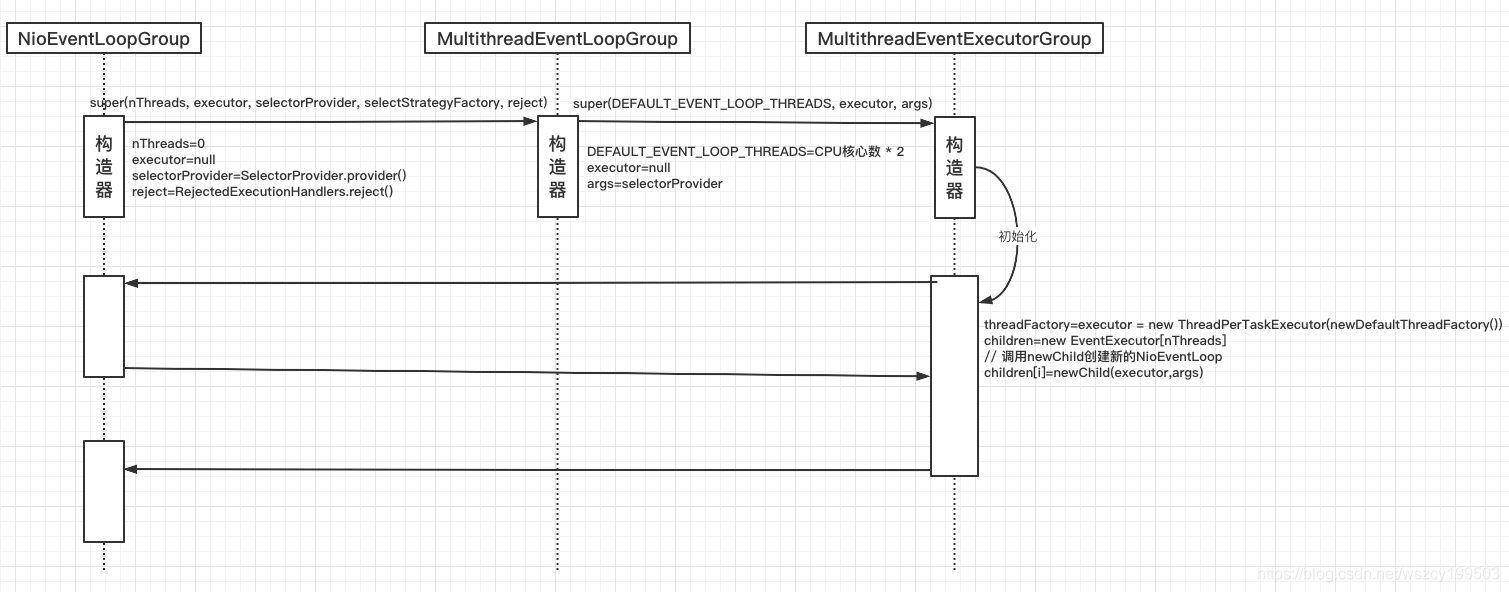 NioEventLoopGroup
MultithreadEventLoopGroup
MultithreadEventExecutorGroup
super(nThreads, executor, selectorProvider, selectStrategyFactory, reject)
super(DEFAULT_EVENT_LOOP_THREADS, executor, args)
构
造
器
nThreads=0
executor=null
selectorProvider=SelectorProvider.provider()
reject=RejectedExecutionHandlers.reject()
构
造
器
DEFAULT_EVENT_LOOP_THREADS=CPU核心数 * 2
executor=null
args=selectorProvider
构
造
器
初始化
threadFactory=executor = new ThreadPerTaskExecutor(newDefaultThreadFactory())
children=new EventExecutor[nThreads]
// 调用newChild创建新的NioEventLoop
children[i]=newChild(executor,args)
https://blog.csdn.net/wszcy199503